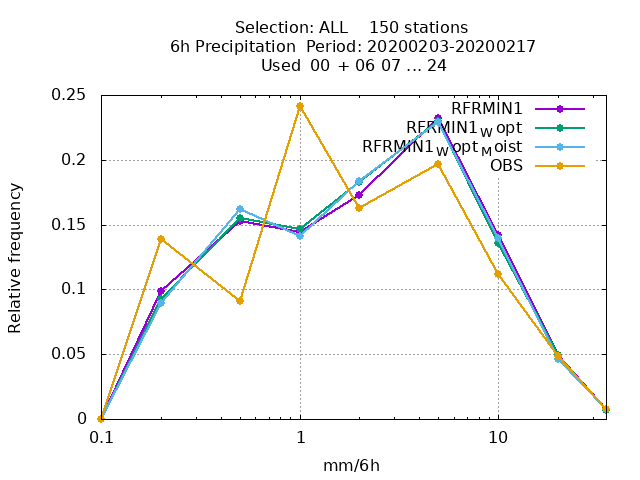 Selection: ALL    150 stations
6h Precipitation  Period: 20200203-20200217
Used  00  + 06 07 ... 24
0.25
0.2
0.15
0.1
0.05
0
Relative frequency
RFRMIN1
RFRMIN1W opt
RFRMIN1W opt M oist
OBS
0.1
1
10
mm/6h